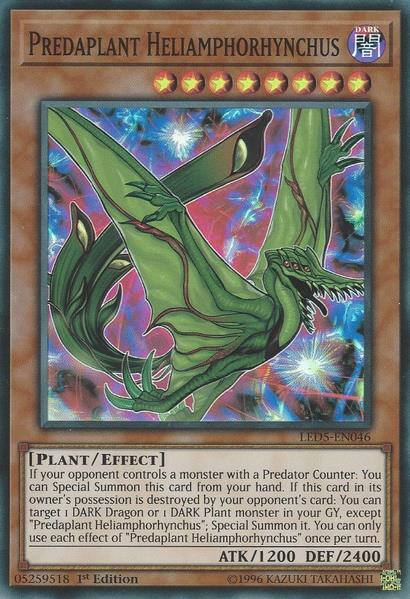 PREDAPLANT HELIAMPHORHYNCHUS
DARK
闇
LED5-EN046
[PLANT/EFFECT]
If your opponent controls a monster with a Predator Counter: You
can Special Summon this card from your hand. If this card in its
owner's possession is destroyed by your opponent's card: You can
target 1 DARK Dragon or 1 DARK Plant monster in your GY, except
"Predaplant Heliamphorhynchus"; Special Summon it. You can only
use each effect of "Predaplant Heliamphorhynchus" once per turn.
ATK/1200 DEF/2400
05259518 1st Edition ©1996 KAZUKI TAKAHASHI